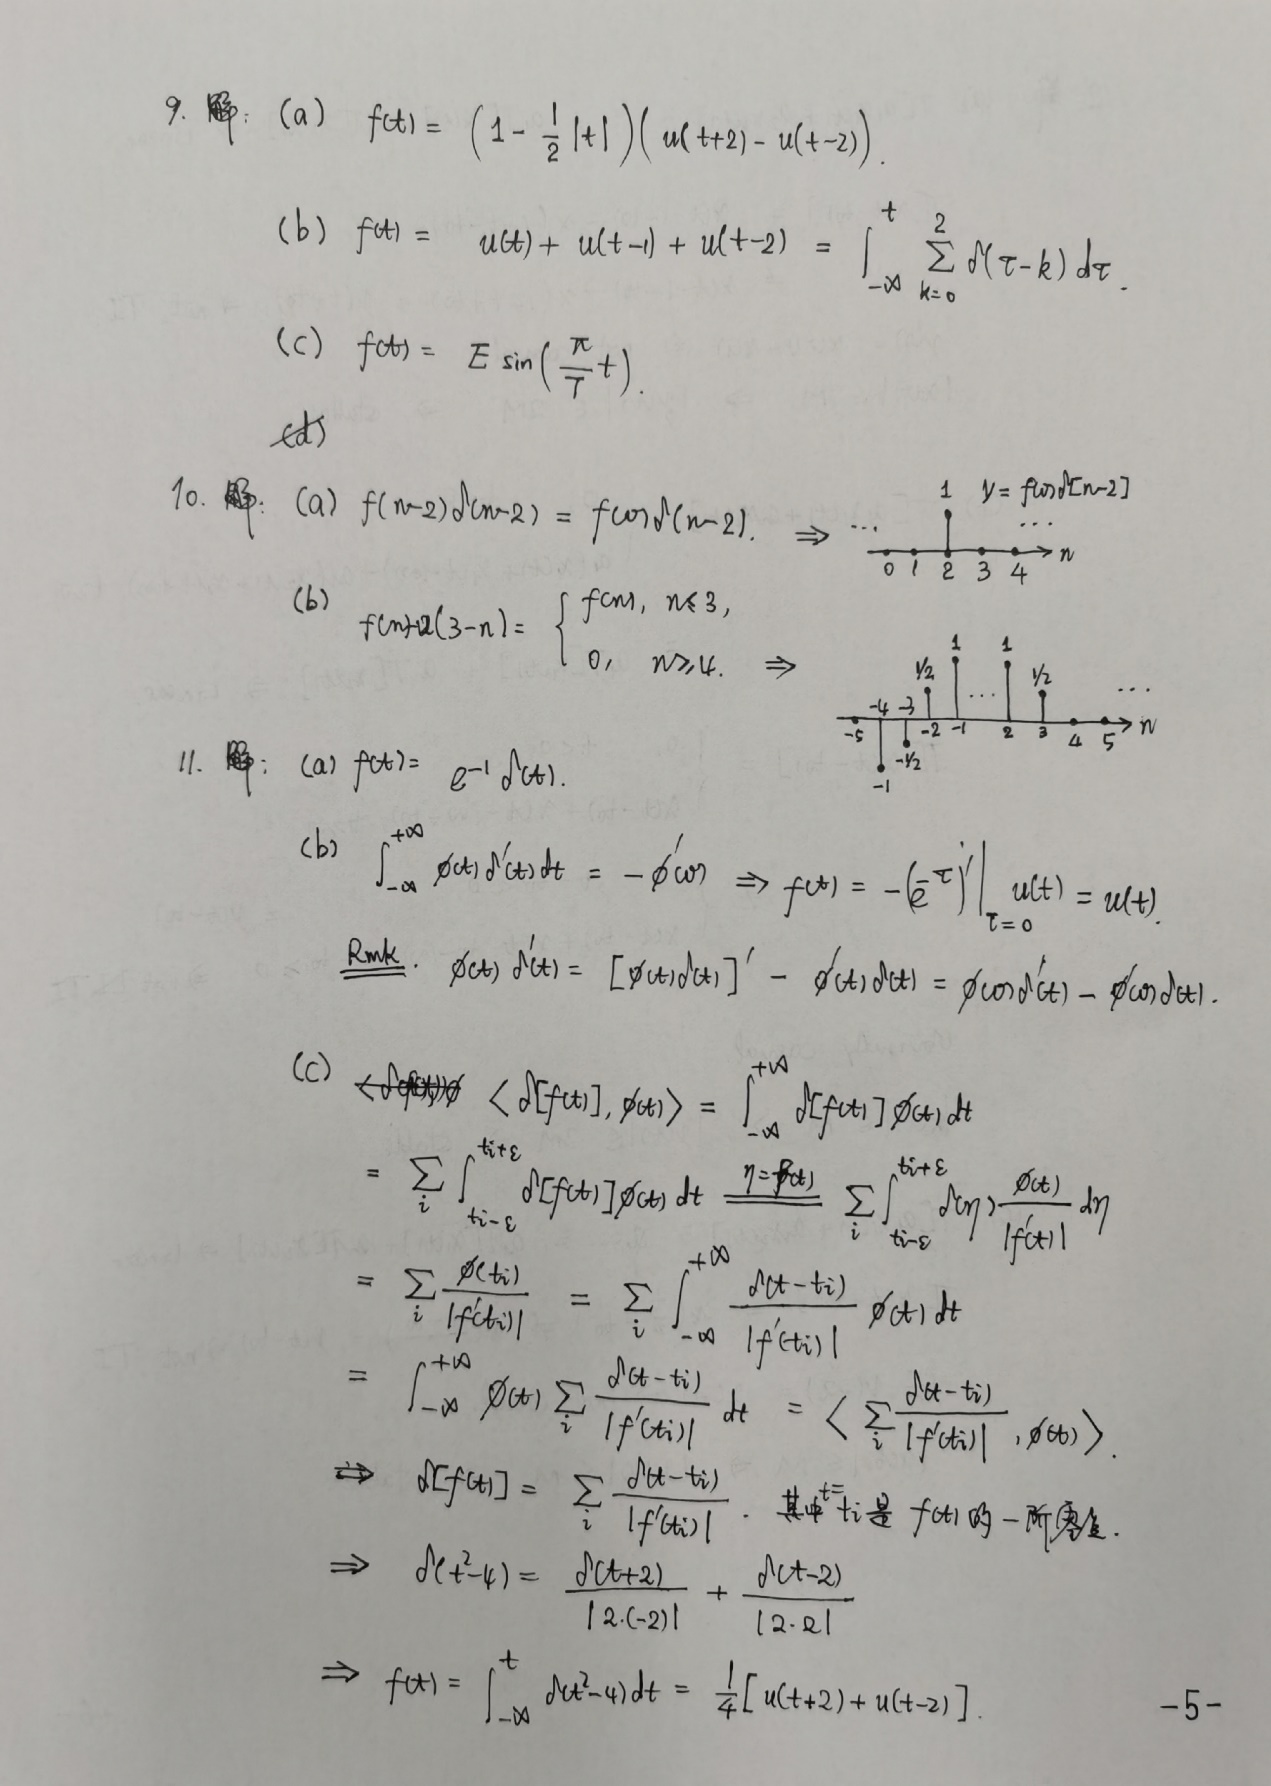 9. 解: (a) f(t) = (1 - 1/2 |t|)(u(t+2) - u(t-2)).
(b) f(t) = u(t) + u(t-1) + u(t-2) = ∫_{-∞}^{t} Σ_{k=0}^{2} δ(τ-k) dτ.
(c) f(t) = E sin(π/T t).
(d)
10. 解: (a) f(n-2)δ(n-2) = f(0)δ(n-2). ⇒ ... 1 y = f(0)δ[n-2] ...
0 1 2 3 4 n
(b) f(n)u(3-n) = { f(n), n≤3,
0, n≥4. ⇒
1/2 1 ... 1 1/2 ...
-5 -4 -3 -2 -1 2 3 4 5 n
-1 -1/2
11. 解: (a) f(t) = e^{-1} δ(t).
(b) ∫_{-∞}^{+∞} φ(t) δ'(t) dt = -φ'(0) ⇒ f(t) = -(e^{-τ})'|_{τ=0} u(t) = u(t).
Rmk. φ(t) δ'(t) = [φ(t)δ(t)]' - φ'(t)δ(t) = φ(0)δ'(t) - φ'(0)δ(t).
(c) <δ[f(t)], φ(t)> = ∫_{-∞}^{+∞} δ[f(t)] φ(t) dt
= Σ_i ∫_{ti-ε}^{ti+ε} δ[f(t)] φ(t) dt =(η=f(t))= Σ_i ∫_{ti-ε}^{ti+ε} δ(η) φ(t)/|f'(t)| dη
= Σ_i φ(ti)/|f'(ti)| = Σ_i ∫_{-∞}^{+∞} δ(t-ti)/|f'(ti)| φ(t) dt
= ∫_{-∞}^{+∞} φ(t) Σ_i δ(t-ti)/|f'(ti)| dt = <Σ_i δ(t-ti)/|f'(ti)|, φ(t)>.
⇒ δ[f(t)] = Σ_i δ(t-ti)/|f'(ti)|. 其中 t=ti 是 f(t) 的一阶零点.
⇒ δ(t²-4) = δ(t+2)/|2·(-2)| + δ(t-2)/|2·2|
⇒ f(t) = ∫_{-∞}^{t} δ(t²-4) dt = 1/4 [u(t+2) + u(t-2)].
-5-